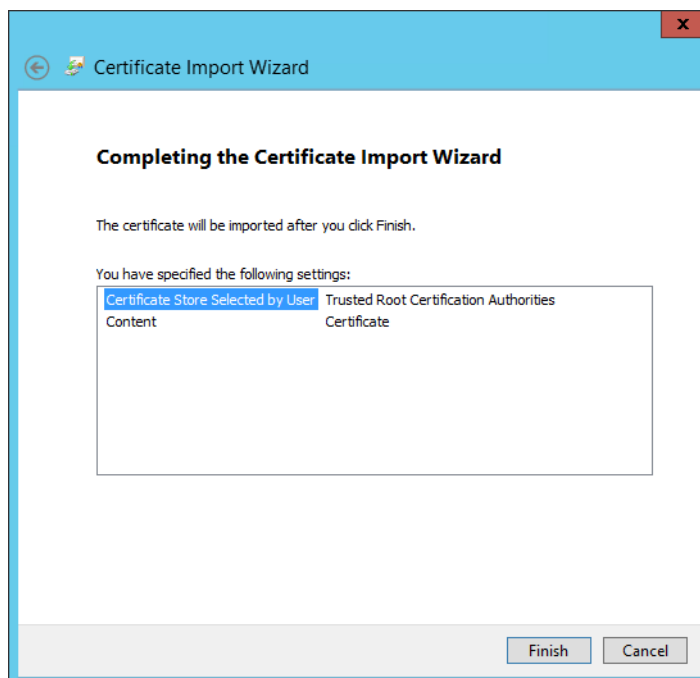 x
Certificate Import Wizard
Completing the Certificate Import Wizard
The certificate will be imported after you click Finish.
You have specified the following settings:
Certificate Store Selected by User Trusted Root Certification Authorities
Content Certificate
Finish Cancel